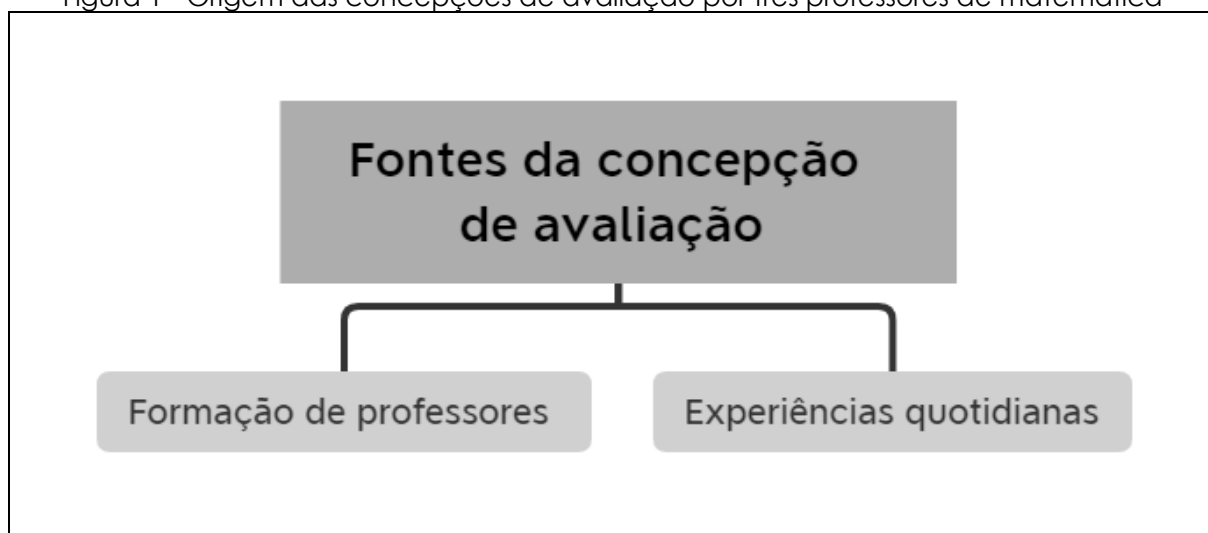 Figura 1 - Origem das concepções de avaliação por três professores de matemática
Fontes da concepção
de avaliação
Formação de professores
Experiências quotidianas